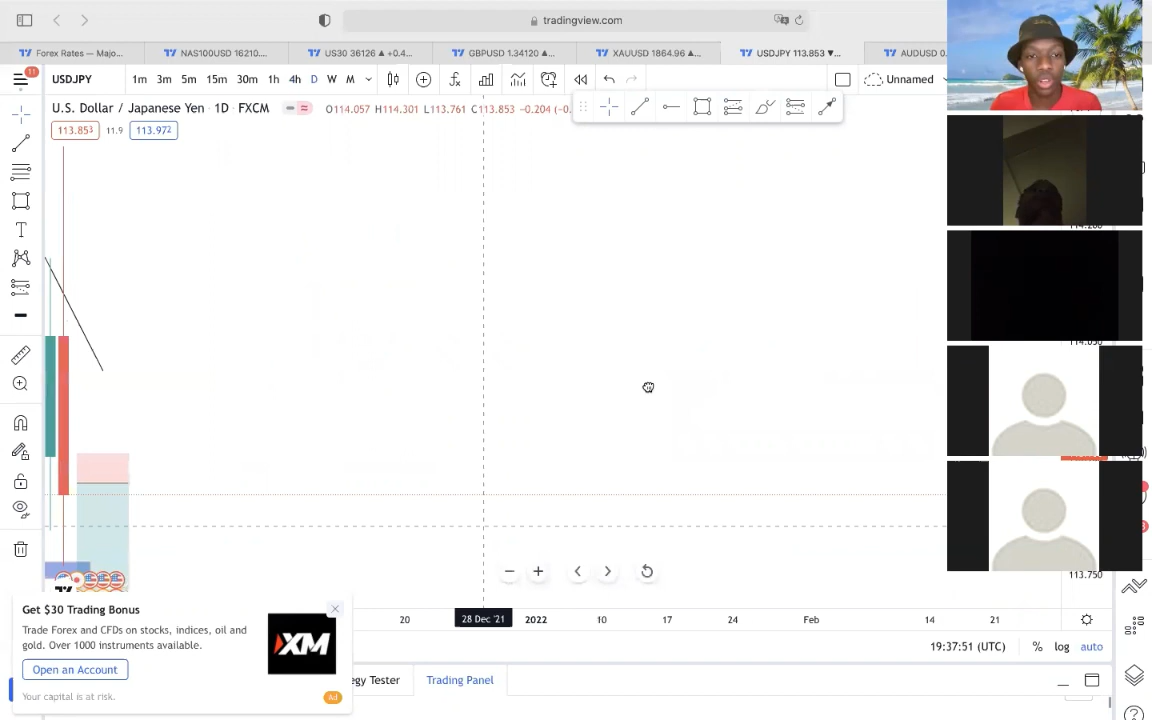 tradingview.com
Forex Rates — Majo...
NAS100USD 16210....
US30 36126 ▲ +0.4...
GBPUSD 1.34120 ▲...
XAUUSD 1864.96 ▲...
USDJPY 113.853 ▼...
AUDUSD 0.
11
USDJPY
1m 3m 5m 15m 30m 1h 4h D W M
Unnamed
U.S. Dollar / Japanese Yen · 1D · FXCM
O114.057 H114.301 L113.761 C113.853 −0.204 (−0.
113.853 11.9 113.972
113.750
20 28 Dec '21 2022 10 17 24 Feb 14 21
19:37:51 (UTC) % log auto
Get $30 Trading Bonus
Trade Forex and CFDs on stocks, indices, oil and
gold. Over 1000 instruments available.
Open an Account
Your capital is at risk.
XM
Ad
egy Tester
Trading Panel